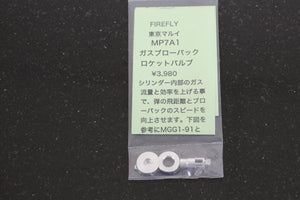 FIREFLY
東京マルイ
MP7A1
ガスブローバック
ロケットバルブ
¥3,980
シリンダー内部のガス
流量と効率を上げる事
で、弾の飛距離とブロー
バックのスピードを
向上させます。下図を
参考にMGG1-91と